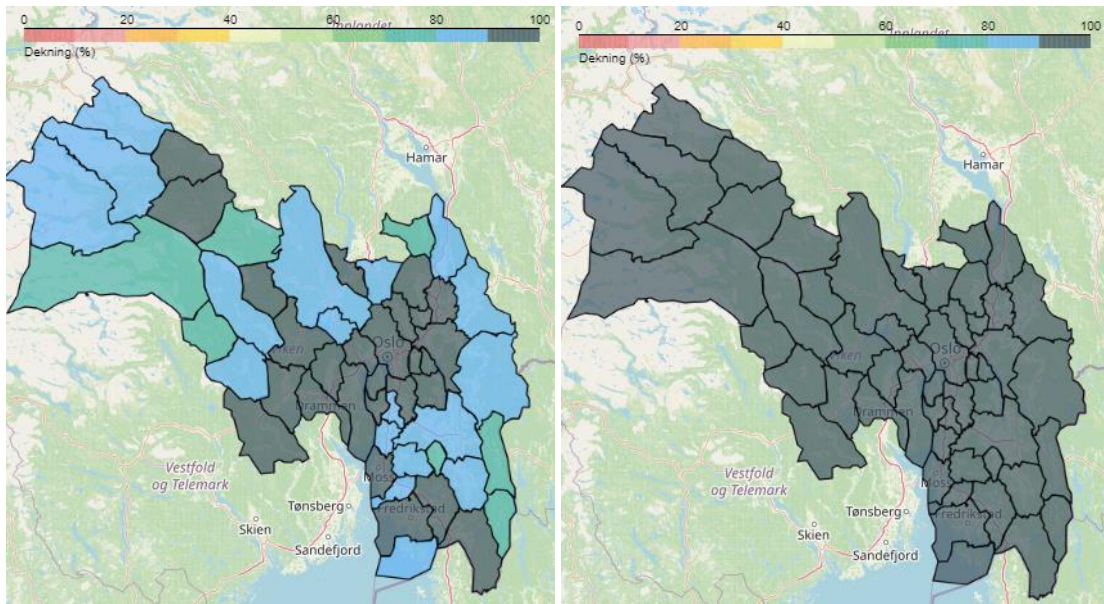 0 20 40 60 80 100
Innlandet
Dekning (%)
Hamar
Oslo
Drammen
Moss
Vestfold
og Telemark
Fredrikstad
Tønsberg
Skien
Sandefjord
0 20 40 60 80 100
Innlandet
Dekning (%)
Hamar
Viken
Oslo
Drammen
Moss
Vestfold
og Telemark
Fredrikstad
Tønsberg
Skien
Sandefjord